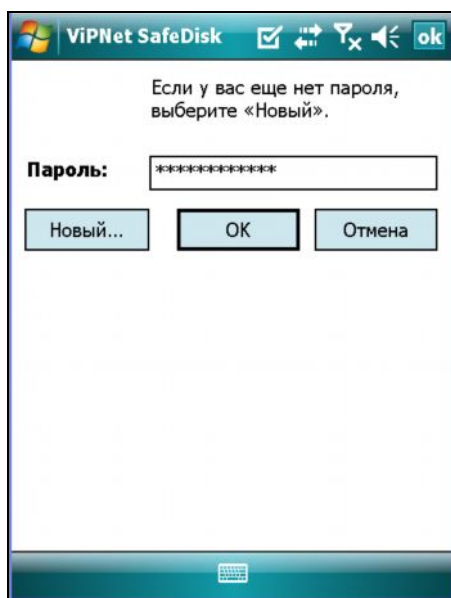 ViPNet SafeDisk ok
Если у вас еще нет пароля,
выберите «Новый».
Пароль: ************
Новый... OK Отмена